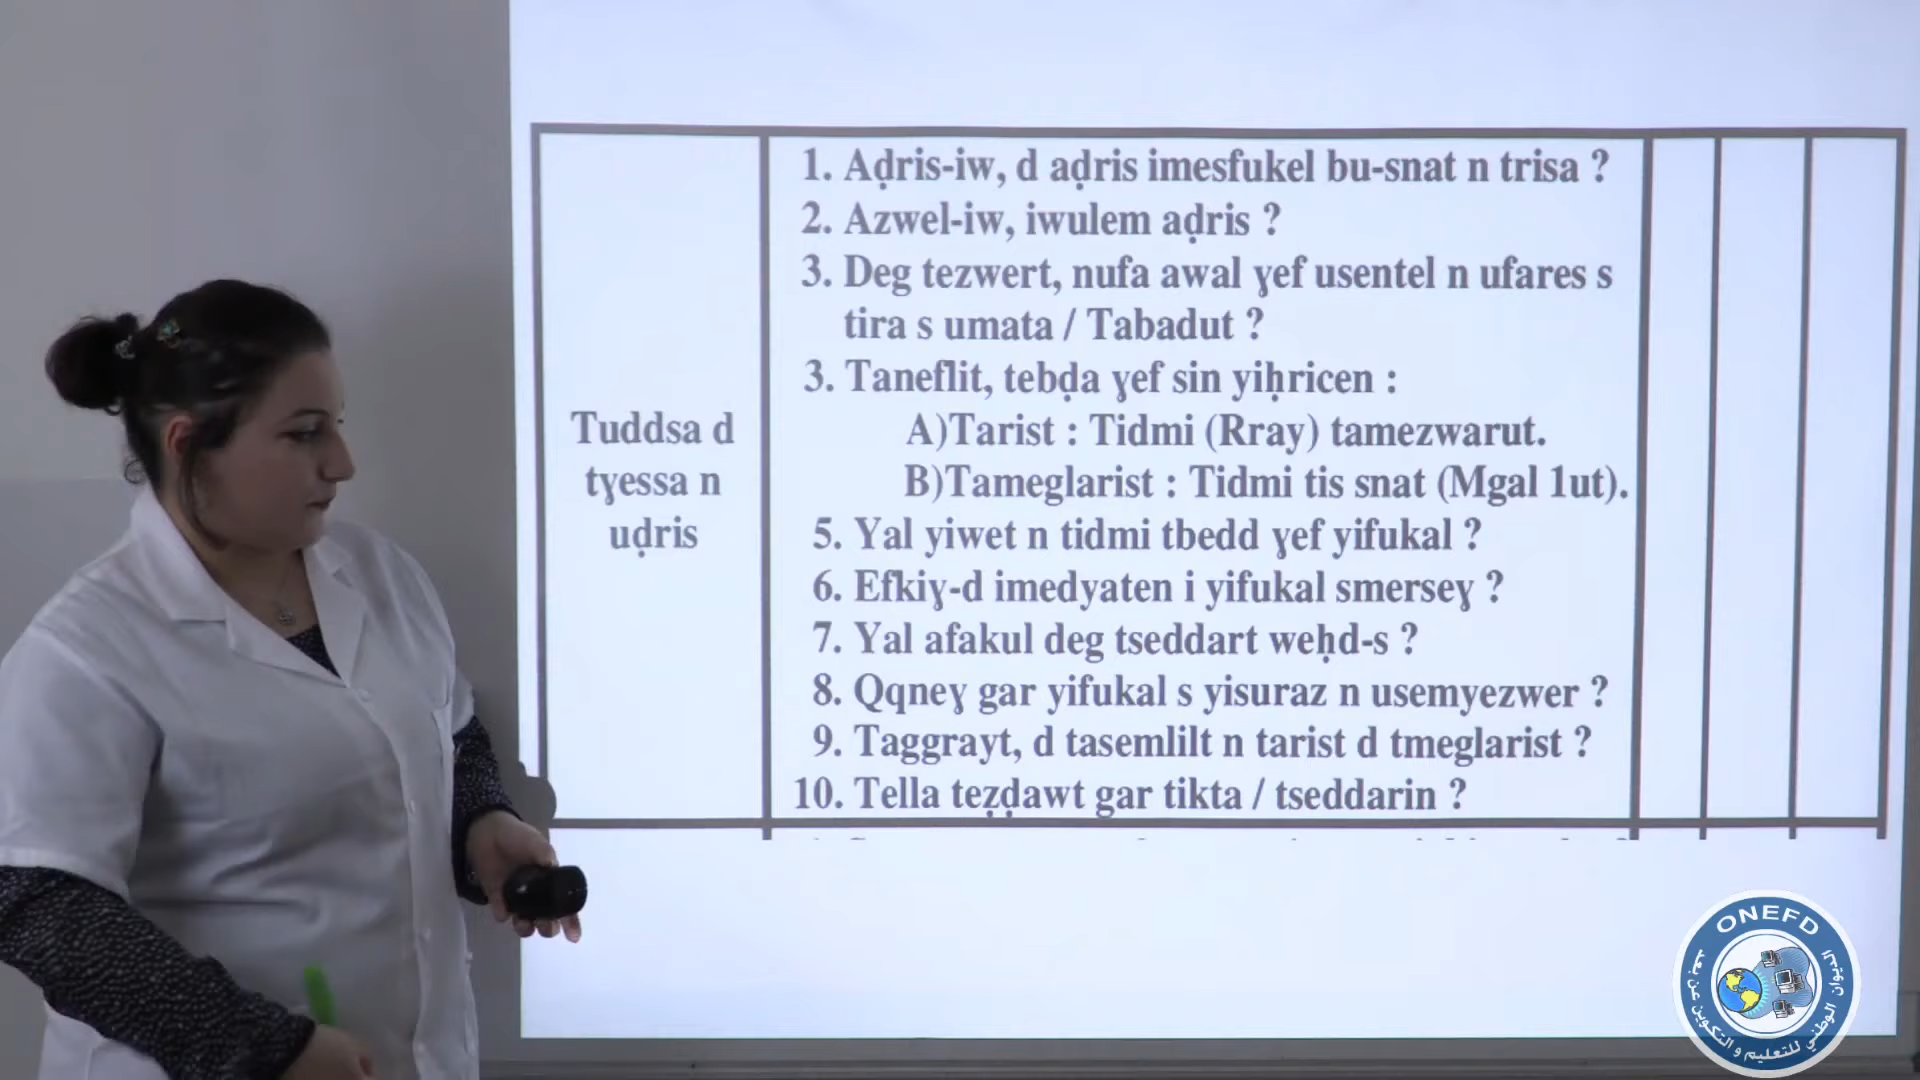 Tuddsa d
tɣessa n
uḍris
1. Aḍris-iw, d aḍris imesfukel bu-snat n trisa ?
2. Azwel-iw, iwulem aḍris ?
3. Deg tezwert, nufa awal ɣef usentel n ufares s
tira s umata / Tabadut ?
3. Taneflit, tebḍa ɣef sin yiḥricen :
A)Tarist : Tidmi (Rray) tamezwarut.
B)Tameglarist : Tidmi tis snat (Mgal 1ut).
5. Yal yiwet n tidmi tbedd ɣef yifukal ?
6. Efkiɣ-d imedyaten i yifukal smerseɣ ?
7. Yal afakul deg tseddart weḥd-s ?
8. Qqneɣ gar yifukal s yisuraz n usemyezwer ?
9. Taggrayt, d tasemlilt n tarist d tmeglarist ?
10. Tella teẓḍawt gar tikta / tseddarin ?
ONEFD
الديوان الوطني للتعليم و التكوين عن بعد